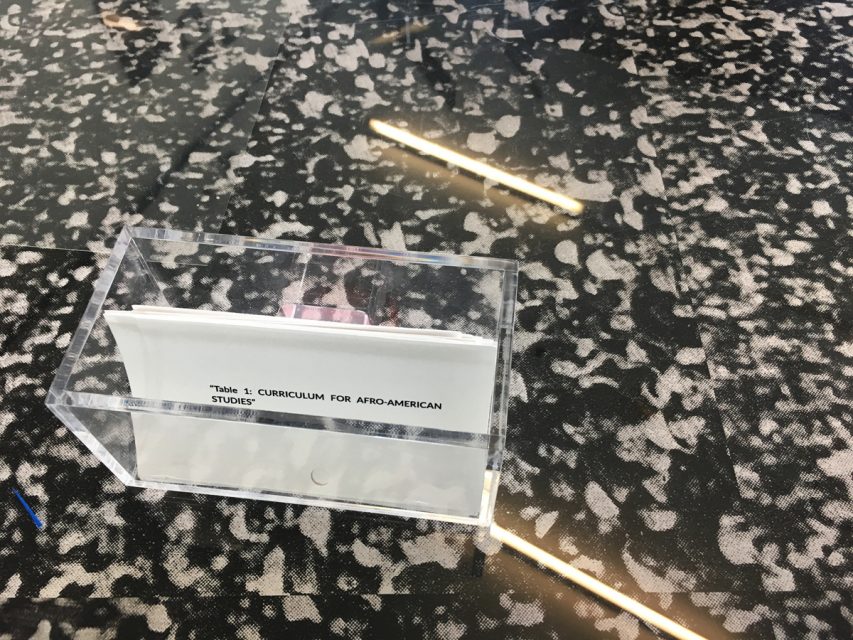 "Table 1: CURRICULUM FOR AFRO-AMERICAN
STUDIES"